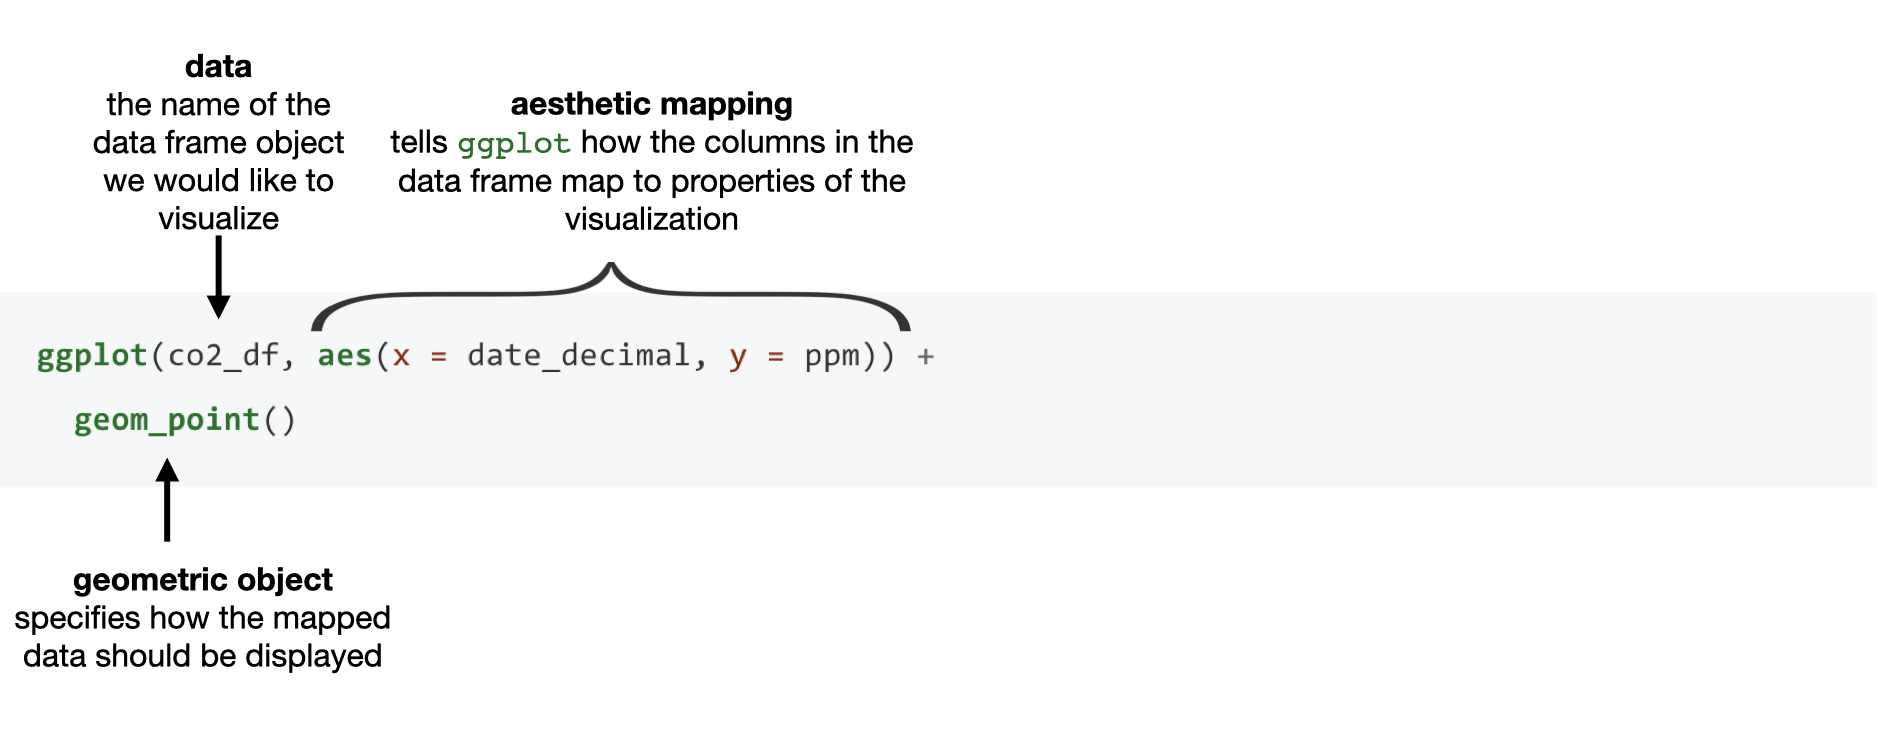 data
the name of the
data frame object
we would like to
visualize
aesthetic mapping
tells ggplot how the columns in the
data frame map to properties of the
visualization
ggplot(co2_df, aes(x = date_decimal, y = ppm)) +
geom_point()
geometric object
specifies how the mapped
data should be displayed